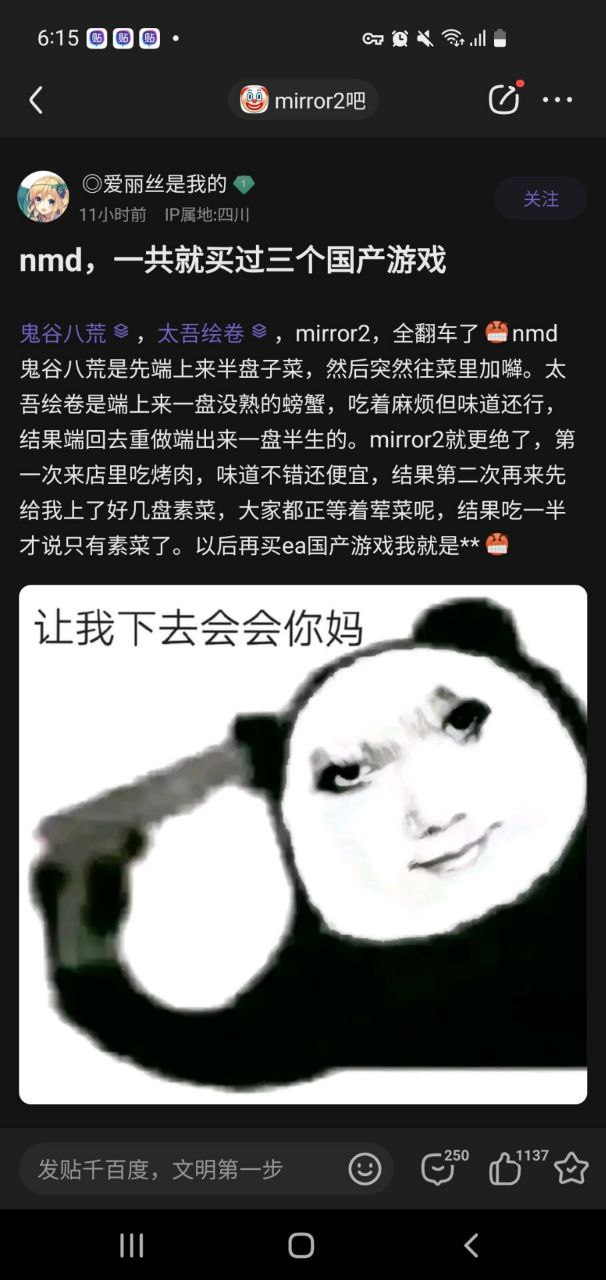 6:15 贴 贴 贴
mirror2吧
◎爱丽丝是我的 1
11小时前 IP属地:四川
关注
nmd，一共就买过三个国产游戏
鬼谷八荒，太吾绘卷，mirror2，全翻车了nmd
鬼谷八荒是先端上来半盘子菜，然后突然往菜里加囖。太
吾绘卷是端上来一盘没熟的螃蟹，吃着麻烦但味道还行，
结果端回去重做端出来一盘半生的。mirror2就更绝了，第
一次来店里吃烤肉，味道不错还便宜，结果第二次再来先
给我上了好几盘素菜，大家都正等着荤菜呢，结果吃一半
才说只有素菜了。以后再买ea国产游戏我就是**
让我下去会会你妈
发贴千百度，文明第一步
250
1137